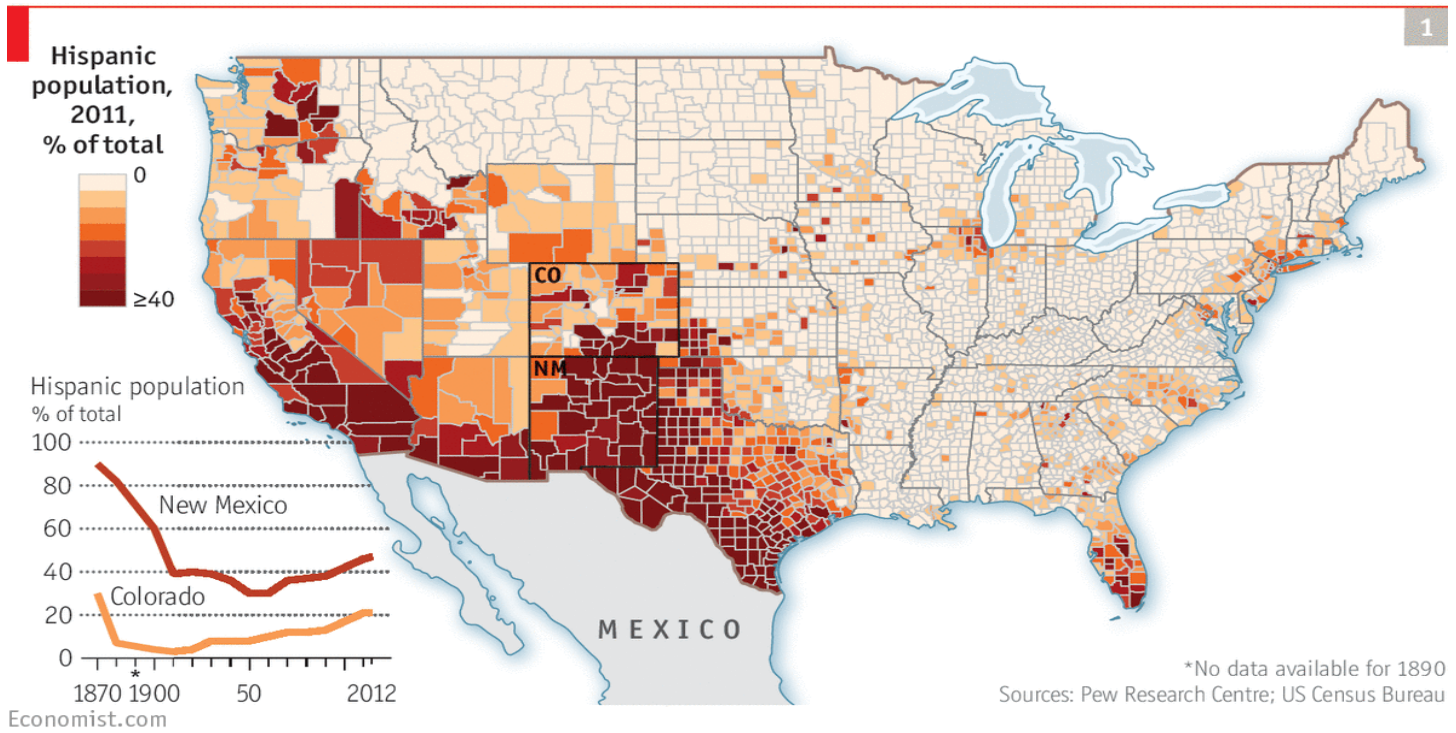 1
Hispanic
population,
2011,
% of total
0
≥40
CO
NM
Hispanic population
% of total
100
80
60
40
20
0
New Mexico
Colorado
*
1870 1900 50 2012
MEXICO
*No data available for 1890
Sources: Pew Research Centre; US Census Bureau
Economist.com